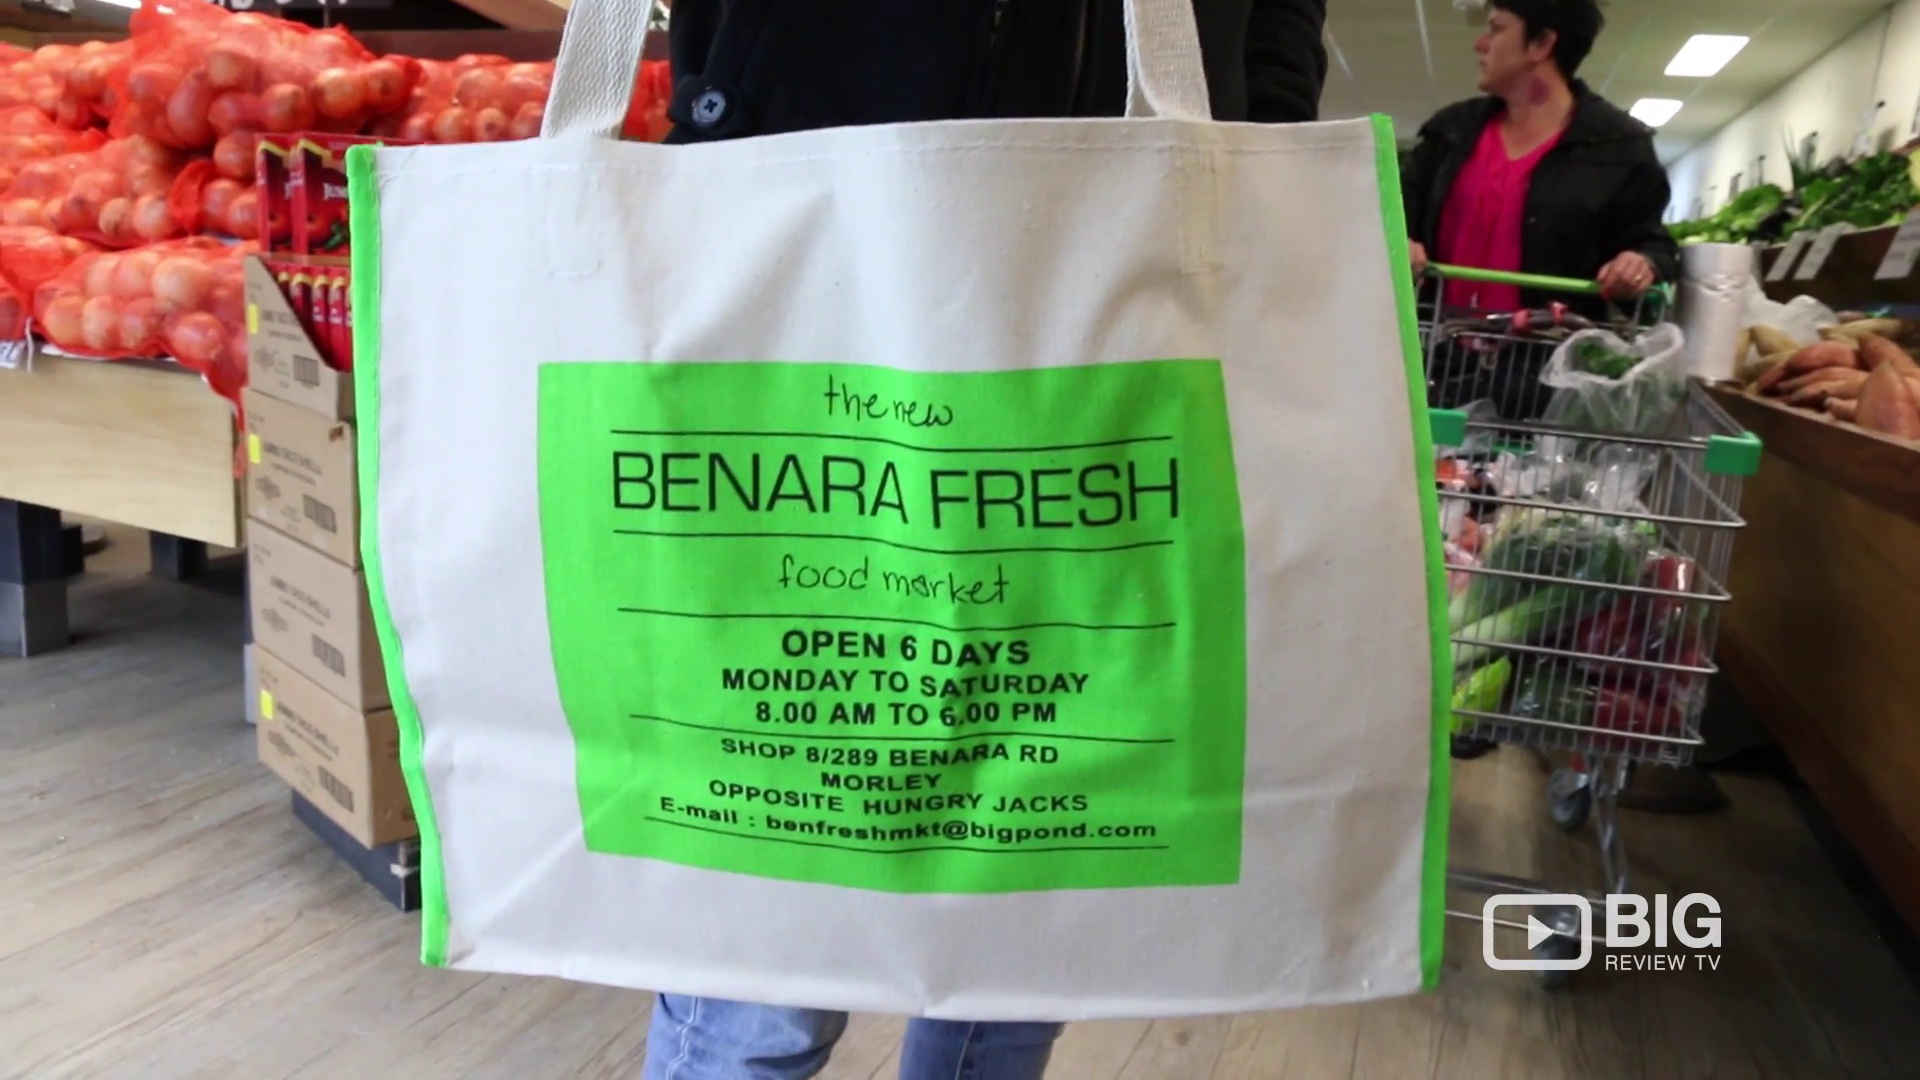 the new
BENARA FRESH
food market
OPEN 6 DAYS
MONDAY TO SATURDAY
8.00 AM TO 6.00 PM
SHOP 8/289 BENARA RD
MORLEY
OPPOSITE HUNGRY JACKS
E-mail : benfreshmkt@bigpond.com
BIG
REVIEW TV